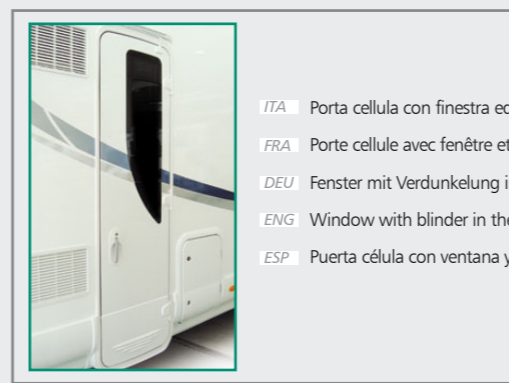 ITA Porta cellula con finestra
FRA Porte cellule avec fenêtre et
DEU Fenster mit Verdunkelung
ENG Window with blinder in the
ESP Puerta célula con ventana y